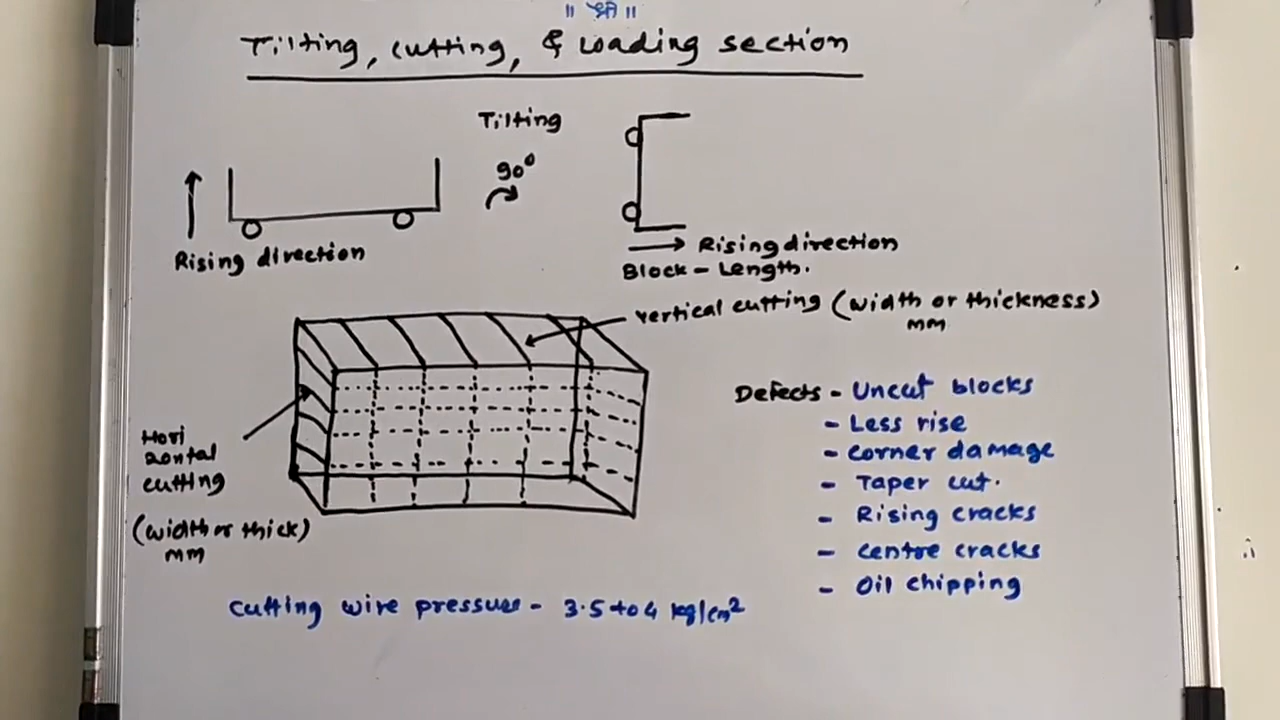 ॥ श्री ॥
Tilting, cutting, & Loading section
Tilting
90°
Rising direction
Rising direction
Block - Length.
vertical cutting (width or thickness)
mm
Hori
zontal
cutting
(width or thick)
mm
Defects - Uncut blocks
- Less rise
- corner damage
- Taper cut.
- Rising cracks
- centre cracks
- Oil chipping
Cutting wire pressure - 3.5 to 4 kg/cm²